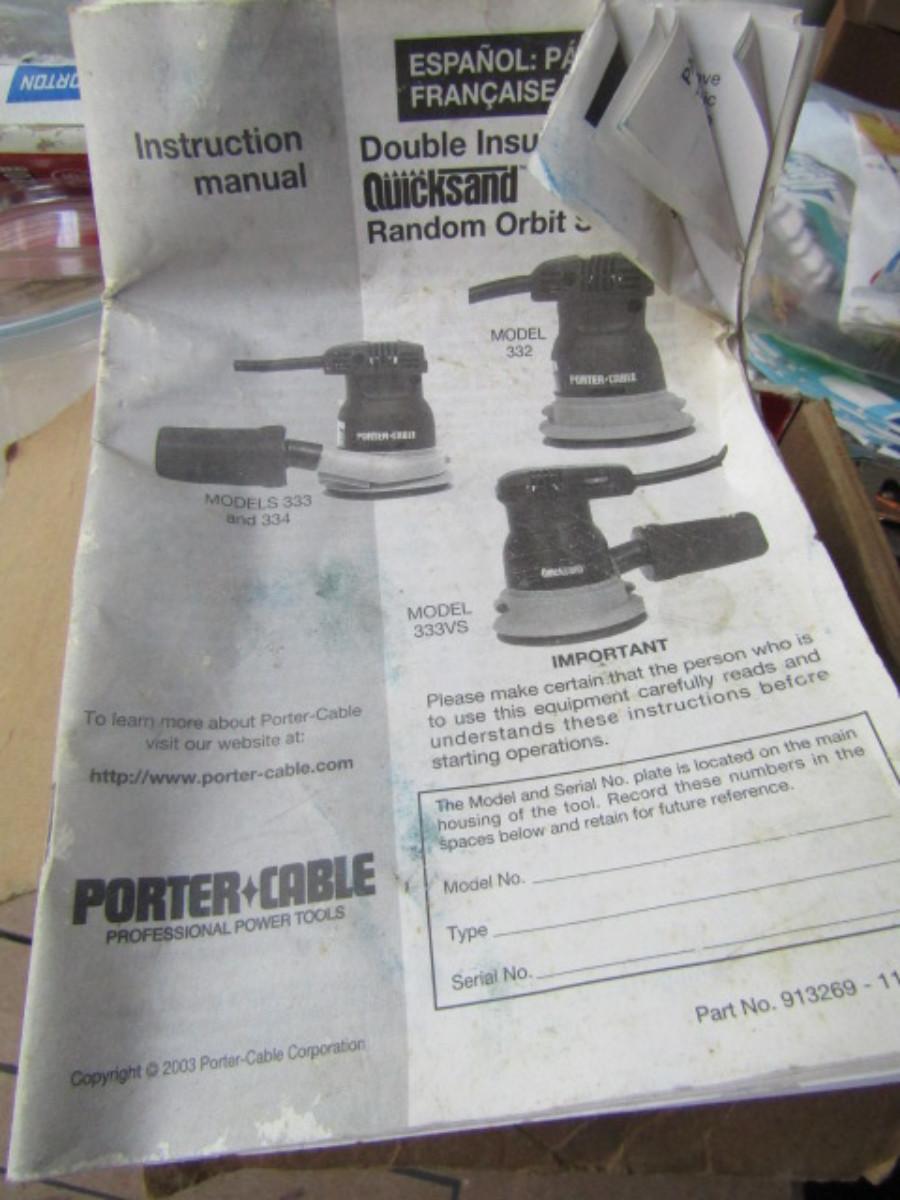 NORTON
ESPAÑOL: PÁ
FRANÇAISE
Instruction
manual
Double Insu
Quicksand™
Random Orbit
MODEL
332
PORTER+CABLE
PORTER+CABLE
MODELS 333
and 334
Quicksand
MODEL
333VS
IMPORTANT
Please make certain that the person who is
to use this equipment carefully reads and
understands these instructions before
starting operations.
To learn more about Porter-Cable
visit our website at:
http://www.porter-cable.com
The Model and Serial No. plate is located on the main
housing of the tool. Record these numbers in the
spaces below and retain for future reference.
Model No.
Type
Serial No.
PORTER+CABLE
PROFESSIONAL POWER TOOLS
Part No. 913269 - 11
Copyright © 2003 Porter-Cable Corporation